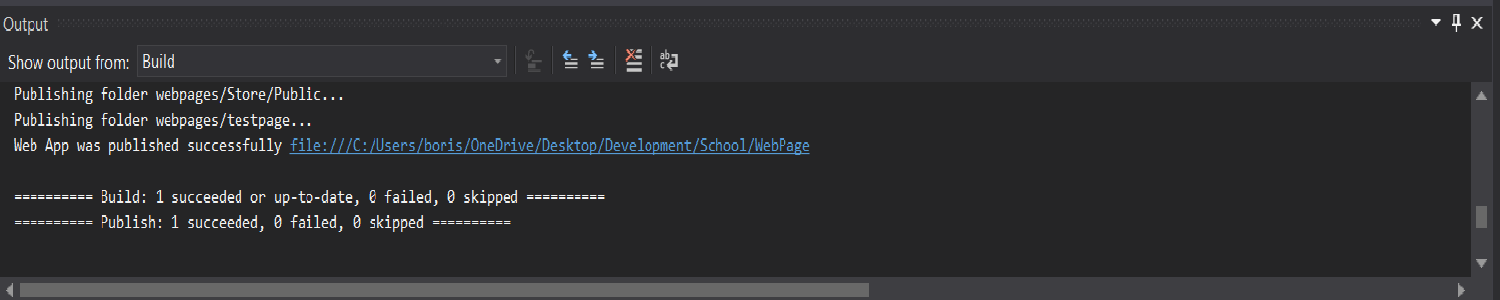 Output
Show output from: Build
Publishing folder webpages/Store/Public...
Publishing folder webpages/testpage...
Web App was published successfully file:///C:/Users/boris/OneDrive/Desktop/Development/School/WebPage
========== Build: 1 succeeded or up-to-date, 0 failed, 0 skipped ==========
========== Publish: 1 succeeded, 0 failed, 0 skipped ==========